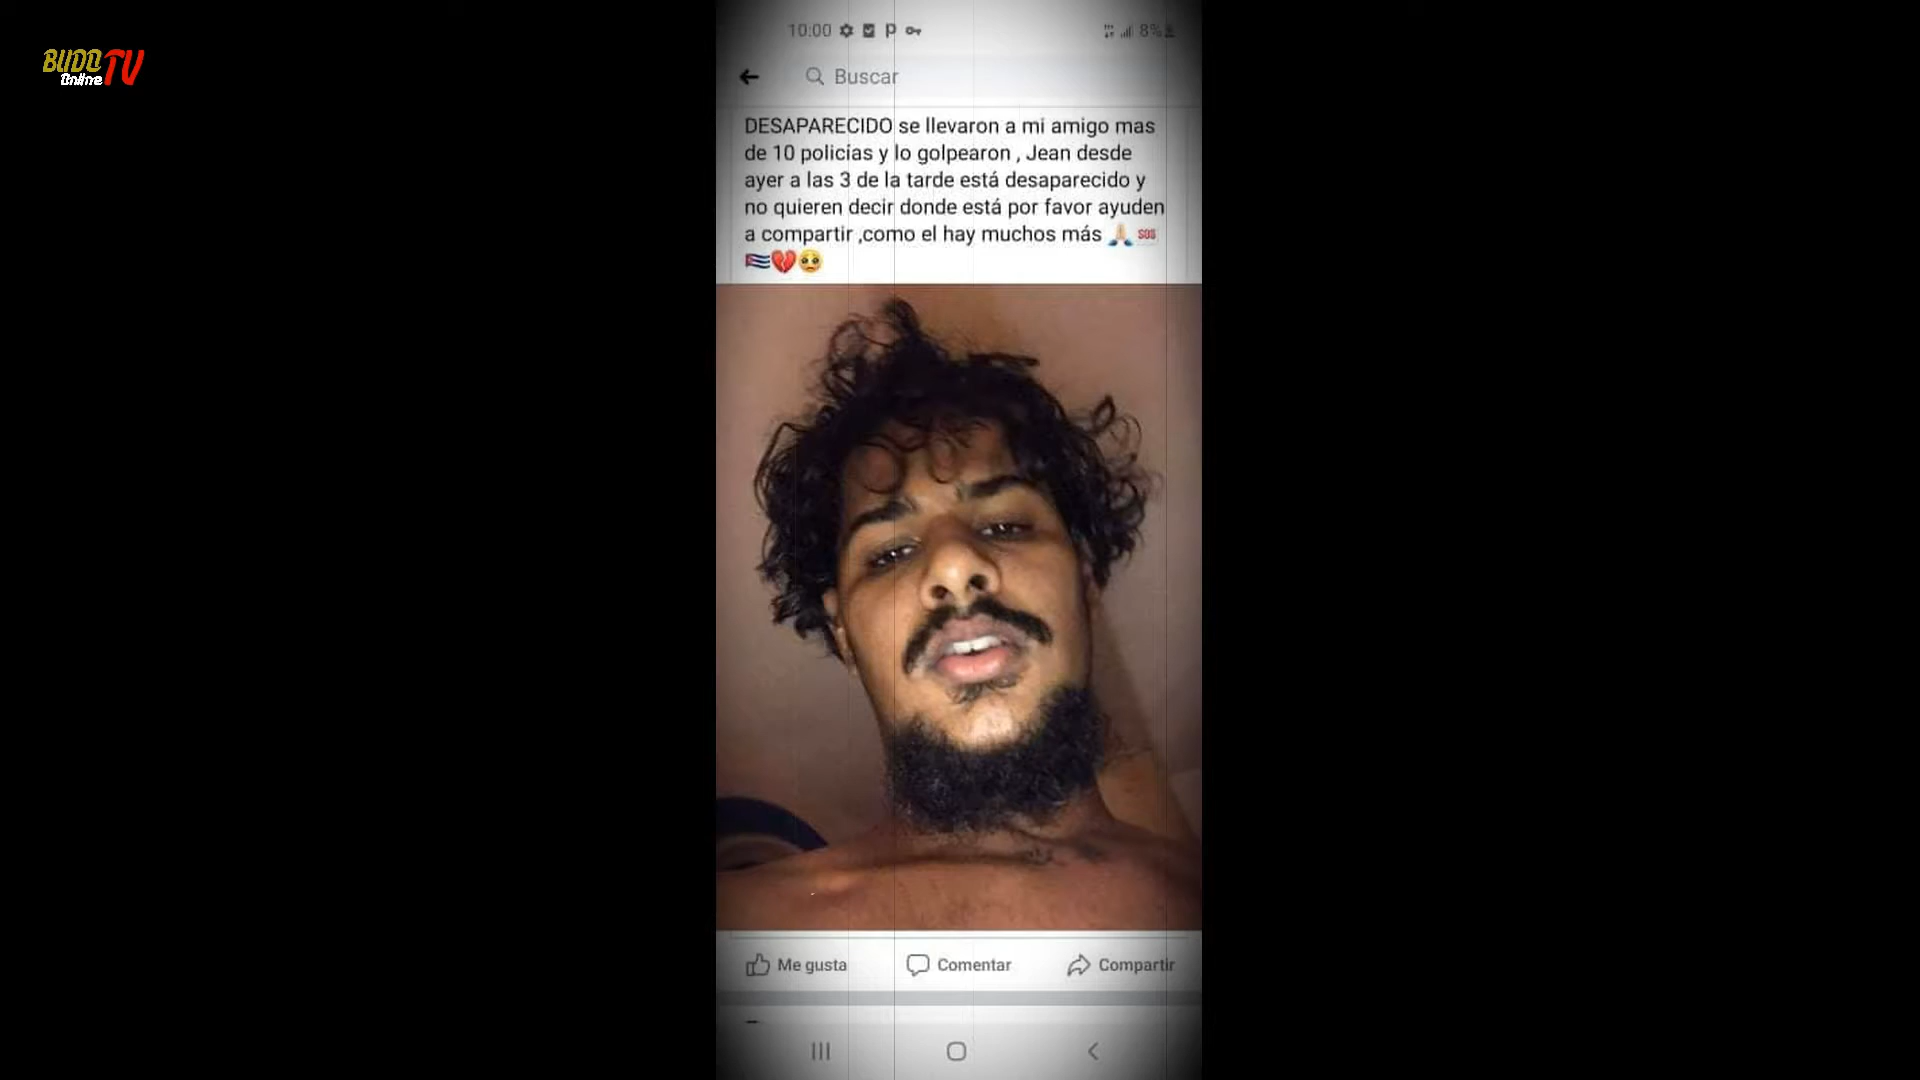 BUDO
Online TV
10:00 8%
Buscar
DESAPARECIDO se llevaron a mi amigo mas
de 10 policías y lo golpearon , Jean desde
ayer a las 3 de la tarde está desaparecido y
no quieren decir donde está por favor ayuden
a compartir ,como el hay muchos más 🙏🏻 🆘
🇨🇺💔🥺
Me gusta Comentar Compartir